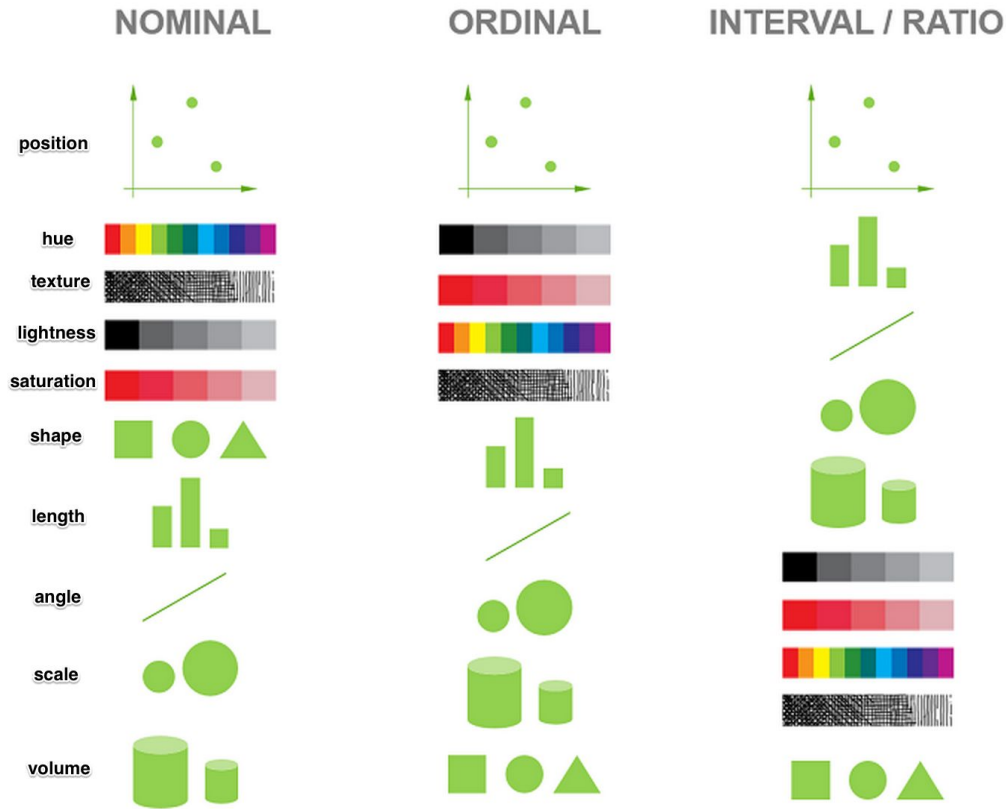 NOMINAL
ORDINAL
INTERVAL / RATIO
position
hue
texture
lightness
saturation
shape
length
angle
scale
volume